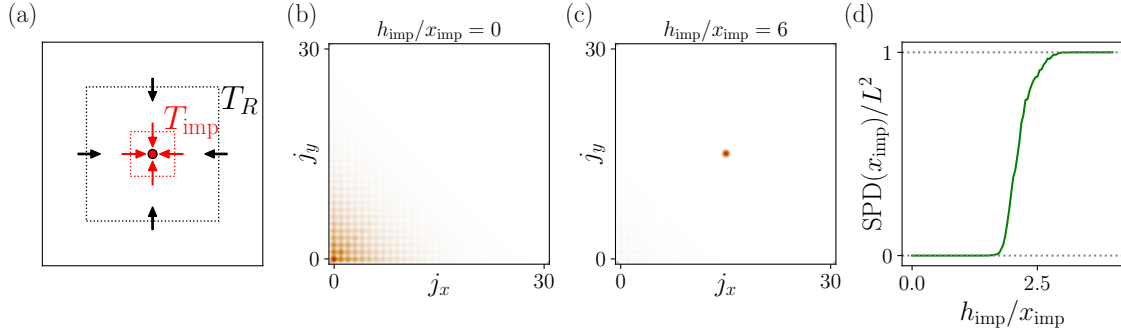 (a)
T_R
T_imp
(b)
h_imp/x_imp = 0
30
j_y
0
0
j_x
30
(c)
h_imp/x_imp = 6
30
j_y
0
0
j_x
30
(d)
SPD(x_imp)/L^2
1
0
0.0
2.5
h_imp/x_imp